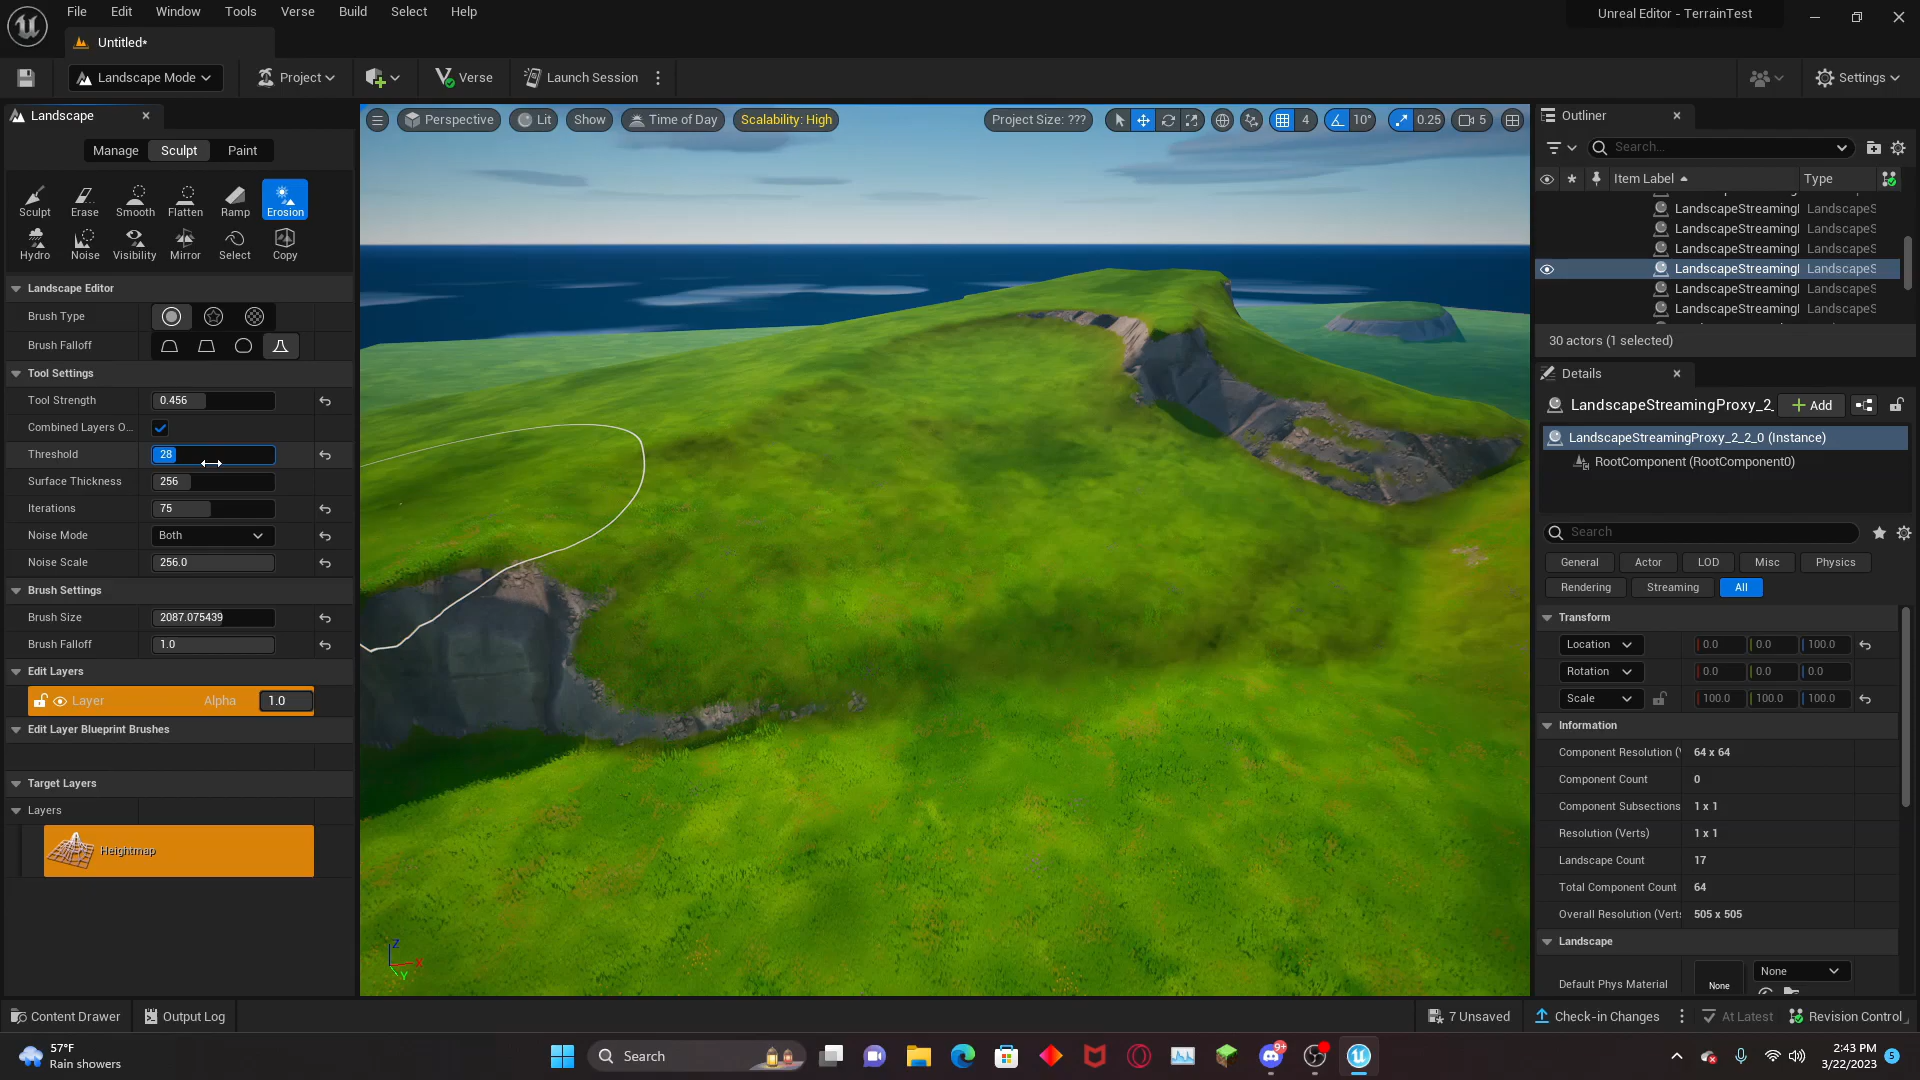 File Edit Window Tools Verse Build Select Help
Unreal Editor - TerrainTest
Untitled*
Landscape Mode
Project
Verse
Launch Session
Settings
Landscape
Manage Sculpt Paint
Sculpt Erase Smooth Flatten Ramp Erosion
Hydro Noise Visibility Mirror Select Copy
Landscape Editor
Brush Type
Brush Falloff
Tool Settings
Tool Strength 0.456
Combined Layers O...
Threshold 28
Surface Thickness 256
Iterations 75
Noise Mode Both
Noise Scale 256.0
Brush Settings
Brush Size 2087.075439
Brush Falloff 1.0
Edit Layers
Layer Alpha 1.0
Edit Layer Blueprint Brushes
Target Layers
Layers
Heightmap
Perspective Lit Show Time of Day Scalability: High
Project Size: ??? 4 10° 0.25 5
Z
X
Y
Outliner
Search...
Item Label Type
LandscapeStreamingl LandscapeS
LandscapeStreamingl LandscapeS
LandscapeStreamingl LandscapeS
LandscapeStreamingl LandscapeS
LandscapeStreamingl LandscapeS
LandscapeStreamingl LandscapeS
30 actors (1 selected)
Details
LandscapeStreamingProxy_2_ Add
LandscapeStreamingProxy_2_2_0 (Instance)
RootComponent (RootComponent0)
Search
General Actor LOD Misc Physics
Rendering Streaming All
Transform
Location 0.0 0.0 100.0
Rotation 0.0 0.0 0.0
Scale 100.0 100.0 100.0
Information
Component Resolution (V 64 x 64
Component Count 0
Component Subsections 1 x 1
Resolution (Verts) 1 x 1
Landscape Count 17
Total Component Count 64
Overall Resolution (Verts 505 x 505
Landscape
Default Phys Material None None
Content Drawer Output Log
7 Unsaved Check-in Changes At Latest Revision Control
57°F
Rain showers
Search
9+
2:43 PM
3/22/2023
5